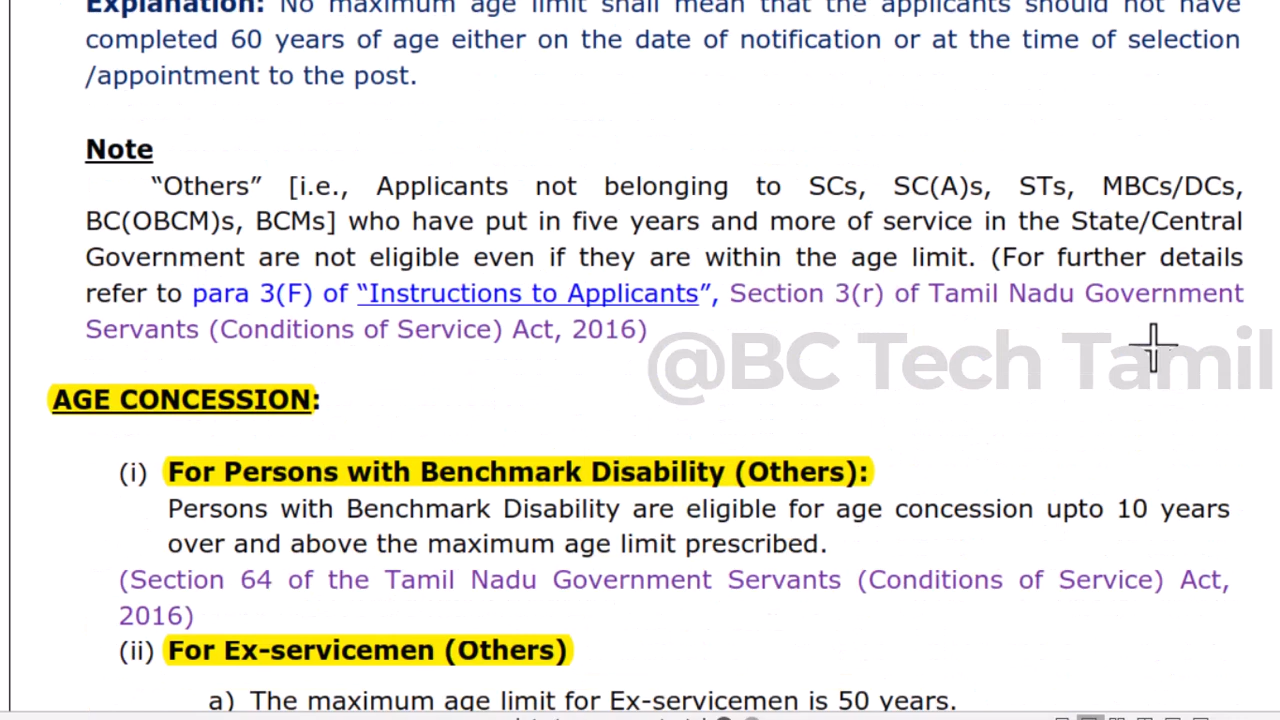 Explanation: No maximum age limit shall mean that the applicants should not have
completed 60 years of age either on the date of notification or at the time of selection
/appointment to the post.
Note
“Others” [i.e., Applicants not belonging to SCs, SC(A)s, STs, MBCs/DCs,
BC(OBCM)s, BCMs] who have put in five years and more of service in the State/Central
Government are not eligible even if they are within the age limit. (For further details
refer to para 3(F) of “Instructions to Applicants”, Section 3(r) of Tamil Nadu Government
Servants (Conditions of Service) Act, 2016)
@BC Tech Tamil
AGE CONCESSION:
(i) For Persons with Benchmark Disability (Others):
Persons with Benchmark Disability are eligible for age concession upto 10 years
over and above the maximum age limit prescribed.
(Section 64 of the Tamil Nadu Government Servants (Conditions of Service) Act,
2016)
(ii) For Ex-servicemen (Others)
a) The maximum age limit for Ex-servicemen is 50 years.